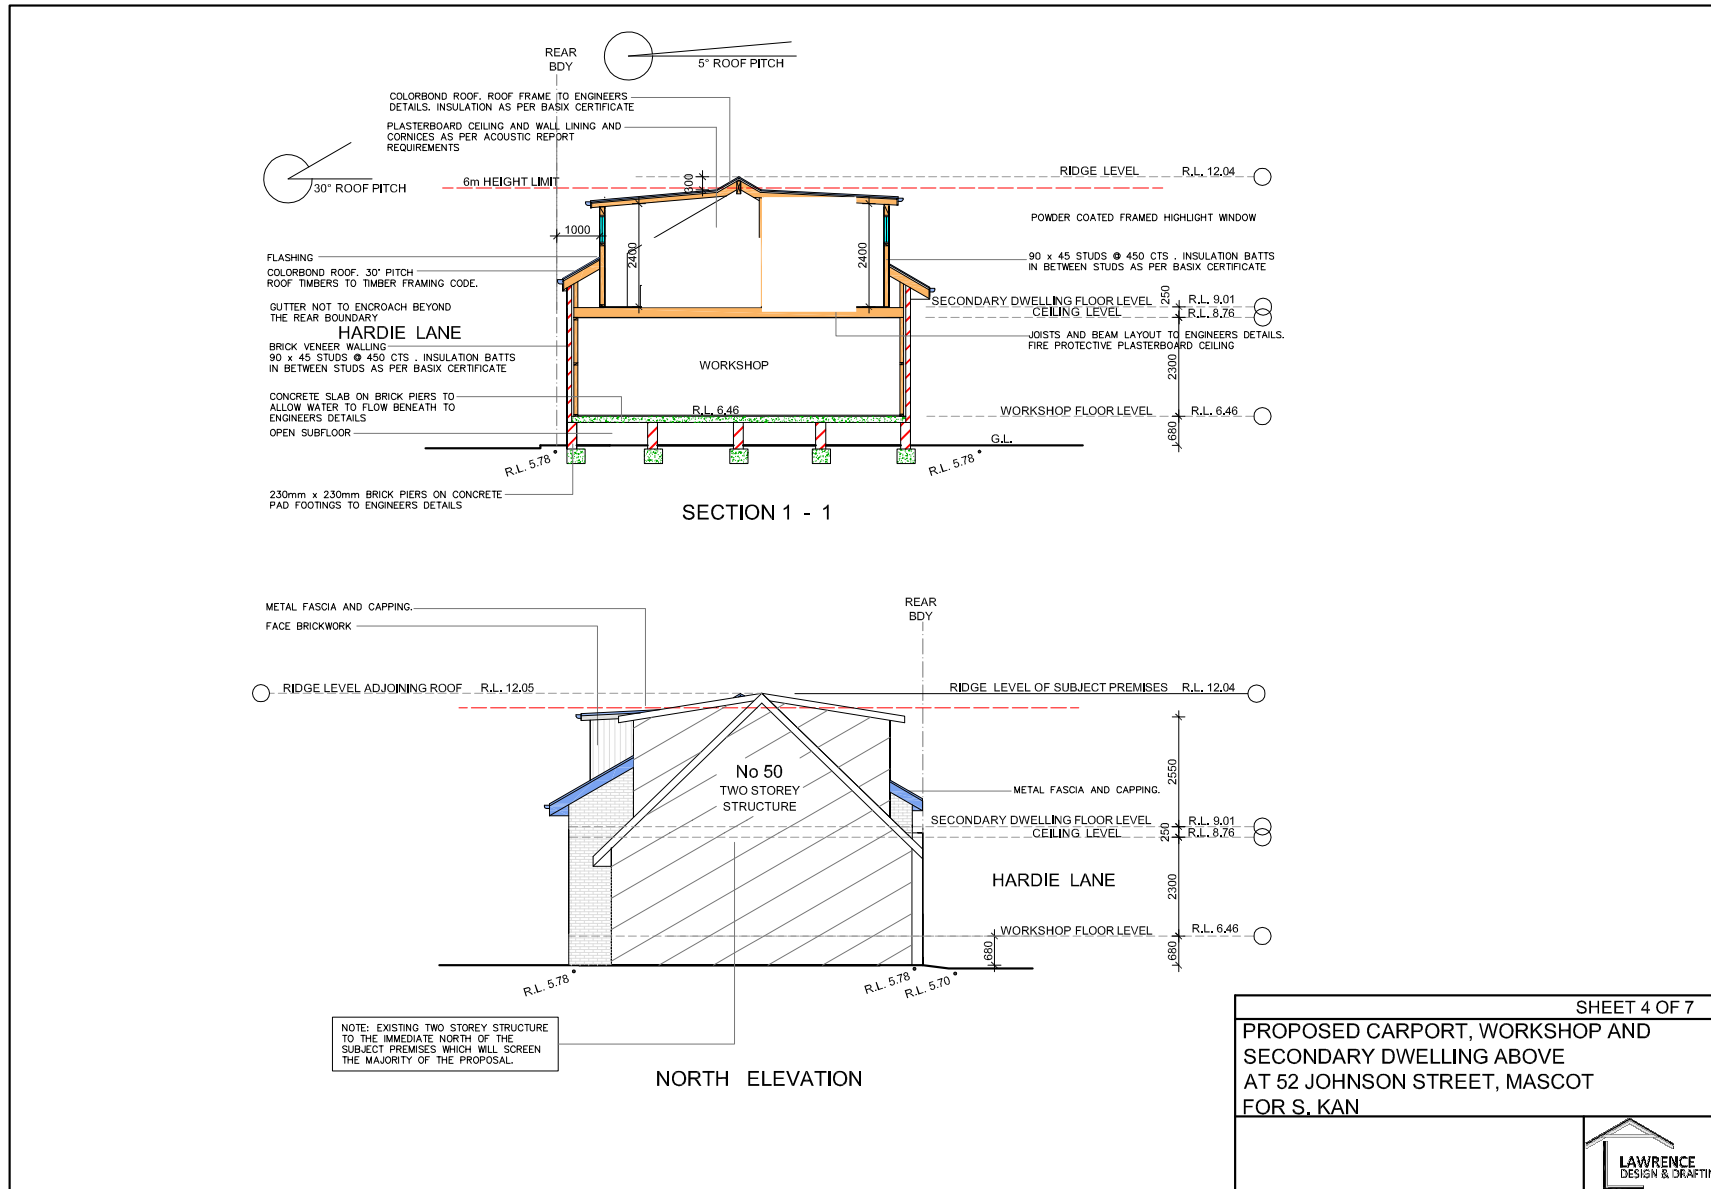 REAR
BDY
5° ROOF PITCH
COLORBOND ROOF. ROOF FRAME TO ENGINEERS
DETAILS. INSULATION AS PER BASIX CERTIFICATE
PLASTERBOARD CEILING AND WALL LINING AND
CORNICES AS PER ACOUSTIC REPORT
REQUIREMENTS
30° ROOF PITCH
6m HEIGHT LIMIT
300
RIDGE LEVEL R.L. 12.04
POWDER COATED FRAMED HIGHLIGHT WINDOW
1000
2400
2400
FLASHING
COLORBOND ROOF. 30° PITCH
ROOF TIMBERS TO TIMBER FRAMING CODE.
90 x 45 STUDS @ 450 CTS . INSULATION BATTS
IN BETWEEN STUDS AS PER BASIX CERTIFICATE
GUTTER NOT TO ENCROACH BEYOND
THE REAR BOUNDARY
SECONDARY DWELLING FLOOR LEVEL 250 R.L. 9.01
CEILING LEVEL R.L. 8.76
HARDIE LANE
BRICK VENEER WALLING
90 x 45 STUDS @ 450 CTS . INSULATION BATTS
IN BETWEEN STUDS AS PER BASIX CERTIFICATE
JOISTS AND BEAM LAYOUT TO ENGINEERS DETAILS.
FIRE PROTECTIVE PLASTERBOARD CEILING
WORKSHOP
2300
CONCRETE SLAB ON BRICK PIERS TO
ALLOW WATER TO FLOW BENEATH TO
ENGINEERS DETAILS
R.L. 6.46
WORKSHOP FLOOR LEVEL R.L. 6.46
OPEN SUBFLOOR
G.L.
680
R.L. 5.78
R.L. 5.78
230mm x 230mm BRICK PIERS ON CONCRETE
PAD FOOTINGS TO ENGINEERS DETAILS
SECTION 1 - 1
METAL FASCIA AND CAPPING.
FACE BRICKWORK
REAR
BDY
RIDGE LEVEL ADJOINING ROOF R.L. 12.05
RIDGE LEVEL OF SUBJECT PREMISES R.L. 12.04
No 50
TWO STOREY
STRUCTURE
2550
METAL FASCIA AND CAPPING.
SECONDARY DWELLING FLOOR LEVEL R.L. 9.01
CEILING LEVEL 250 R.L. 8.76
HARDIE LANE
2300
WORKSHOP FLOOR LEVEL R.L. 6.46
680
680
R.L. 5.78
R.L. 5.78
R.L. 5.70
NOTE: EXISTING TWO STOREY STRUCTURE
TO THE IMMEDIATE NORTH OF THE
SUBJECT PREMISES WHICH WILL SCREEN
THE MAJORITY OF THE PROPOSAL.
NORTH ELEVATION
SHEET 4 OF 7
PROPOSED CARPORT, WORKSHOP AND
SECONDARY DWELLING ABOVE
AT 52 JOHNSON STREET, MASCOT
FOR S. KAN
LAWRENCE
DESIGN & DRAFTIN